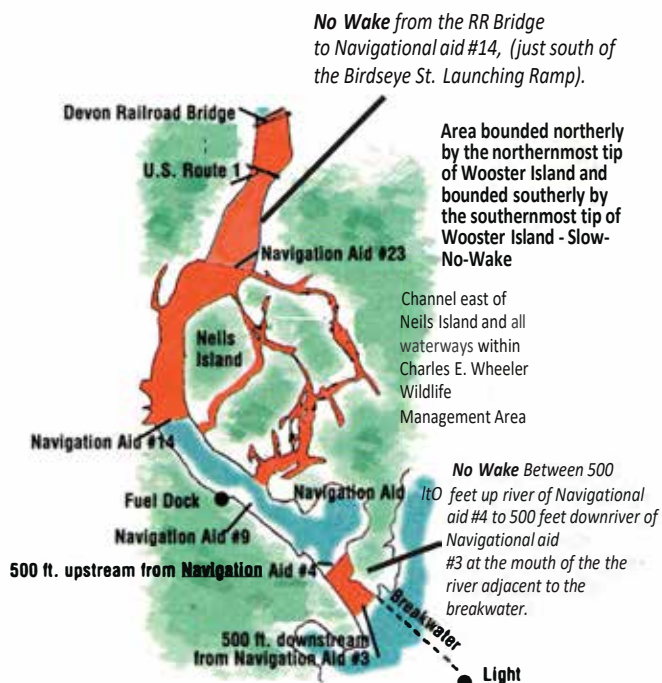 No Wake from the RR Bridge
to Navigational aid #14, (just south of
the Birdseye St. Launching Ramp).
Devon Railroad Bridge
U.S. Route 1
Area bounded northerly
by the northernmost tip
of Wooster Island and
bounded southerly by
the southernmost tip of
Wooster Island - Slow-
No-Wake
Navigation Aid #23
Channel east of
Neils Island and all
waterways within
Charles E. Wheeler
Wildlife
Management Area
Neils
Island
Navigation Aid #14
Navigation Aid
Fuel Dock
Navigation Aid #9
No Wake Between 500
ltO feet up river of Navigational
aid #4 to 500 feet downriver of
Navigational aid
#3 at the mouth of the the
river adjacent to the
breakwater.
500 ft. upstream from Navigation Aid #4
Breakwater
500 ft. downstream
from Navigation Aid #3
Light